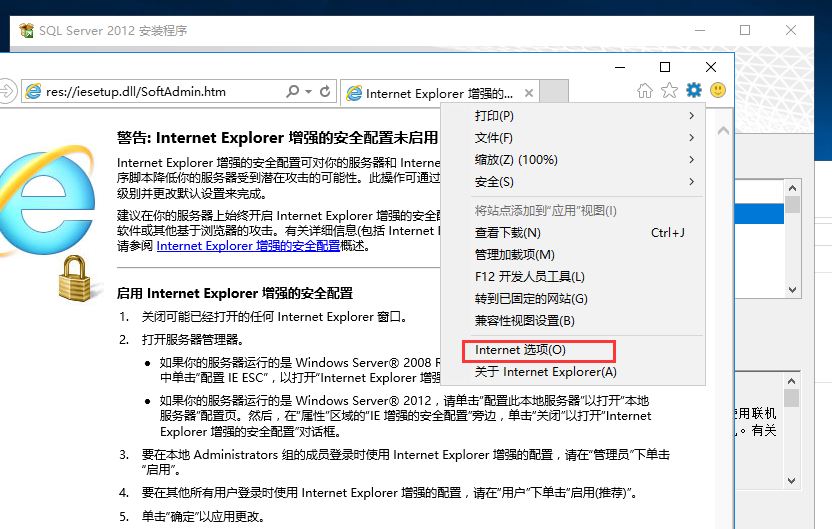 SQL Server 2012 安装程序
res://iesetup.dll/SoftAdmin.htm
Internet Explorer 增强的...
警告: Internet Explorer 增强的安全配置未启用
Internet Explorer 增强的安全配置可对你的服务器和 Internet
序脚本降低你的服务器受到潜在攻击的可能性。此操作可通过
级别并更改默认设置来完成。
建议在你的服务器上始终开启 Internet Explorer 增强的安全配
软件或其他基于浏览器的攻击。有关详细信息(包括 Internet
请参阅 Internet Explorer 增强的安全配置概述。
启用 Internet Explorer 增强的安全配置
1. 关闭可能已经打开的任何 Internet Explorer 窗口。
2. 打开服务器管理器。
• 如果你的服务器运行的是 Windows Server® 2008 R
中单击“配置 IE ESC”，以打开“Internet Explorer 增强
• 如果你的服务器运行的是 Windows Server® 2012，请单击“配置此本地服务器”以打开“本地
服务器”配置页。然后，在“属性”区域的“IE 增强的安全配置”旁边，单击“关闭”以打开“Internet
Explorer 增强的安全配置”对话框。
3. 要在本地 Administrators 组的成员登录时使用 Internet Explorer 增强的配置，请在“管理员”下单击
“启用”。
4. 要在其他所有用户登录时使用 Internet Explorer 增强的配置，请在“用户”下单击“启用(推荐)”。
5. 单击“确定”以应用更改。
打印(P)
文件(F)
缩放(Z) (100%)
安全(S)
将站点添加到“应用”视图(I)
查看下载(N) Ctrl+J
管理加载项(M)
F12 开发人员工具(L)
转到已固定的网站(G)
兼容性视图设置(B)
Internet 选项(O)
关于 Internet Explorer(A)
使用联机
。有关